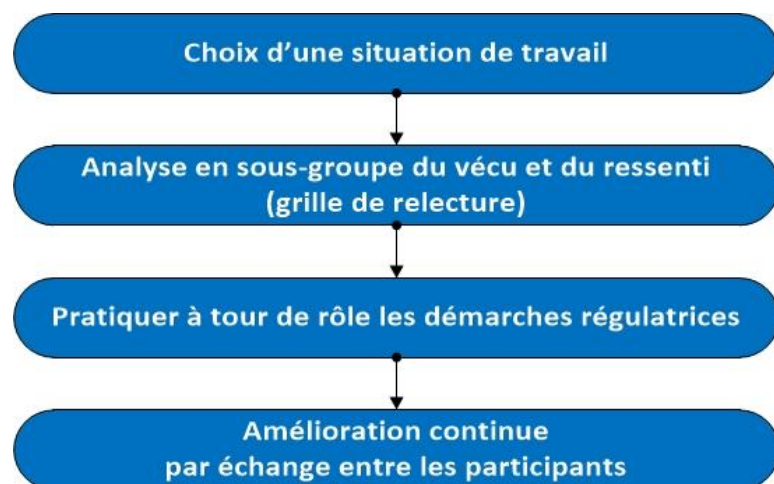 Choix d’une situation de travail
Analyse en sous-groupe du vécu et du ressenti
(grille de relecture)
Pratiquer à tour de rôle les démarches régulatrices
Amélioration continue
par échange entre les participants